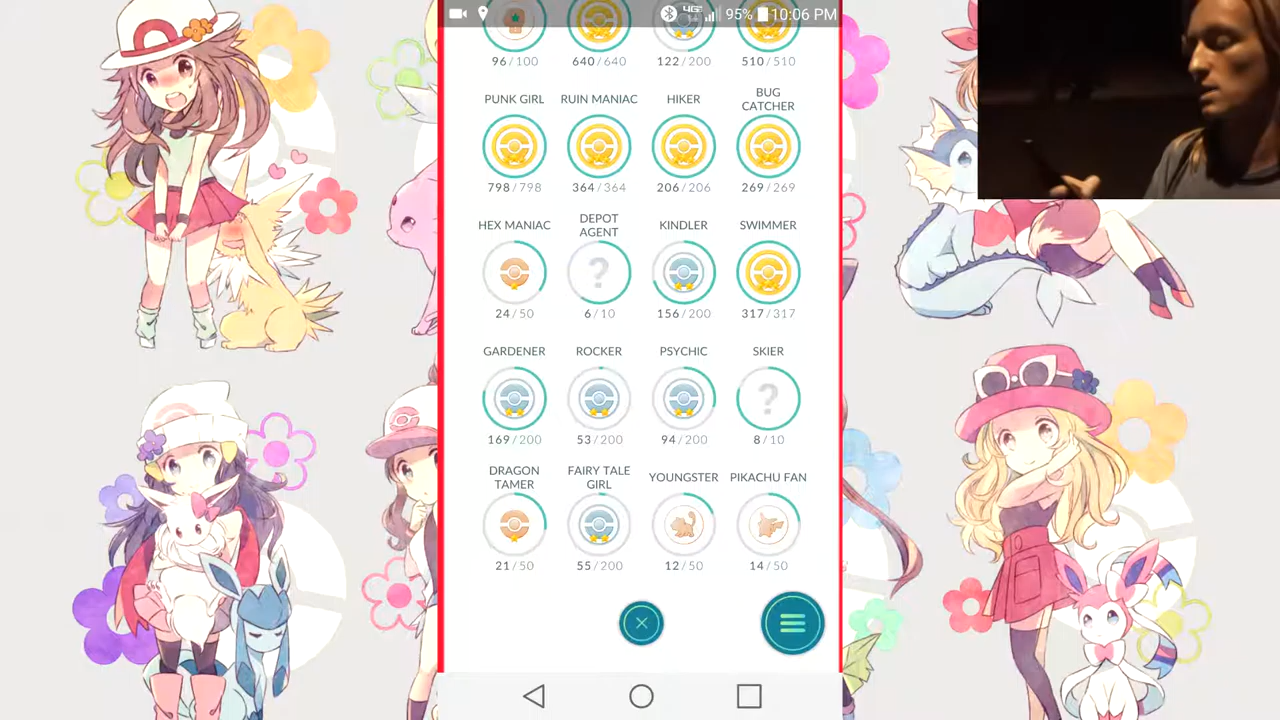 4G 95% 10:06 PM
96 / 100 640 / 640 122 / 200 510 / 510
PUNK GIRL RUIN MANIAC HIKER BUG CATCHER
798 / 798 364 / 364 206 / 206 269 / 269
HEX MANIAC DEPOT AGENT KINDLER SWIMMER
?
24 / 50 6 / 10 156 / 200 317 / 317
GARDENER ROCKER PSYCHIC SKIER
?
169 / 200 53 / 200 94 / 200 8 / 10
DRAGON TAMER FAIRY TALE GIRL YOUNGSTER PIKACHU FAN
21 / 50 55 / 200 12 / 50 14 / 50